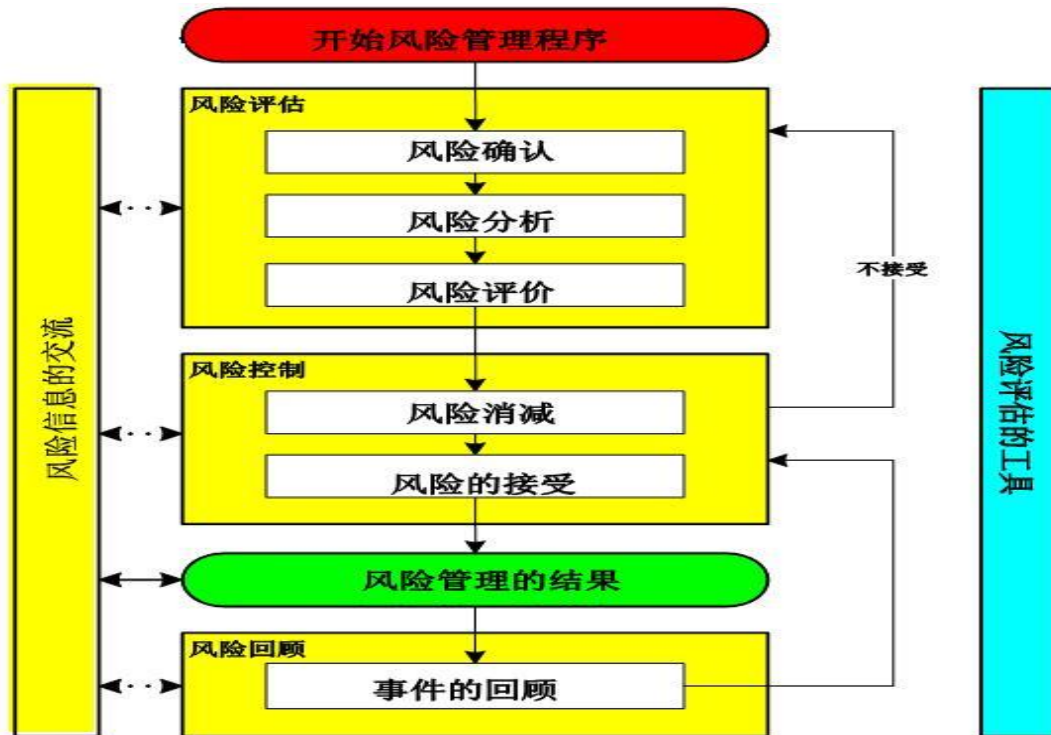 开始风险管理程序
风险评估
风险确认
风险分析
风险评价
不接受
风险控制
风险消减
风险的接受
风险管理的结果
风险回顾
事件的回顾
风险信息的交流
风险评估的工具